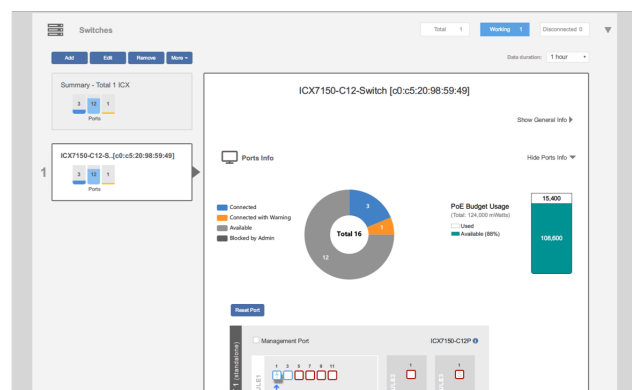 Switches
Total 1
Working 1
Disconnected 0
Add
Edit
Remove
More
Data duration: 1 hour
Summary - Total 1 ICX
3 12 1
Ports
ICX7150-C12-S..[c0:c5:20:98:59:49]
1
3 12 1
Ports
ICX7150-C12-Switch [c0:c5:20:98:59:49]
Show General Info
Ports Info
Hide Ports Info
Connected
Connected with Warning
Available
Blocked by Admin
3
1
12
Total 16
PoE Budget Usage
(Total: 124,000 mWatts)
Used
Available (88%)
15,400
108,600
Reset Port
1 (standalone)
Management Port
ICX7150-C12P
1 3 5 7 9 11
1
1